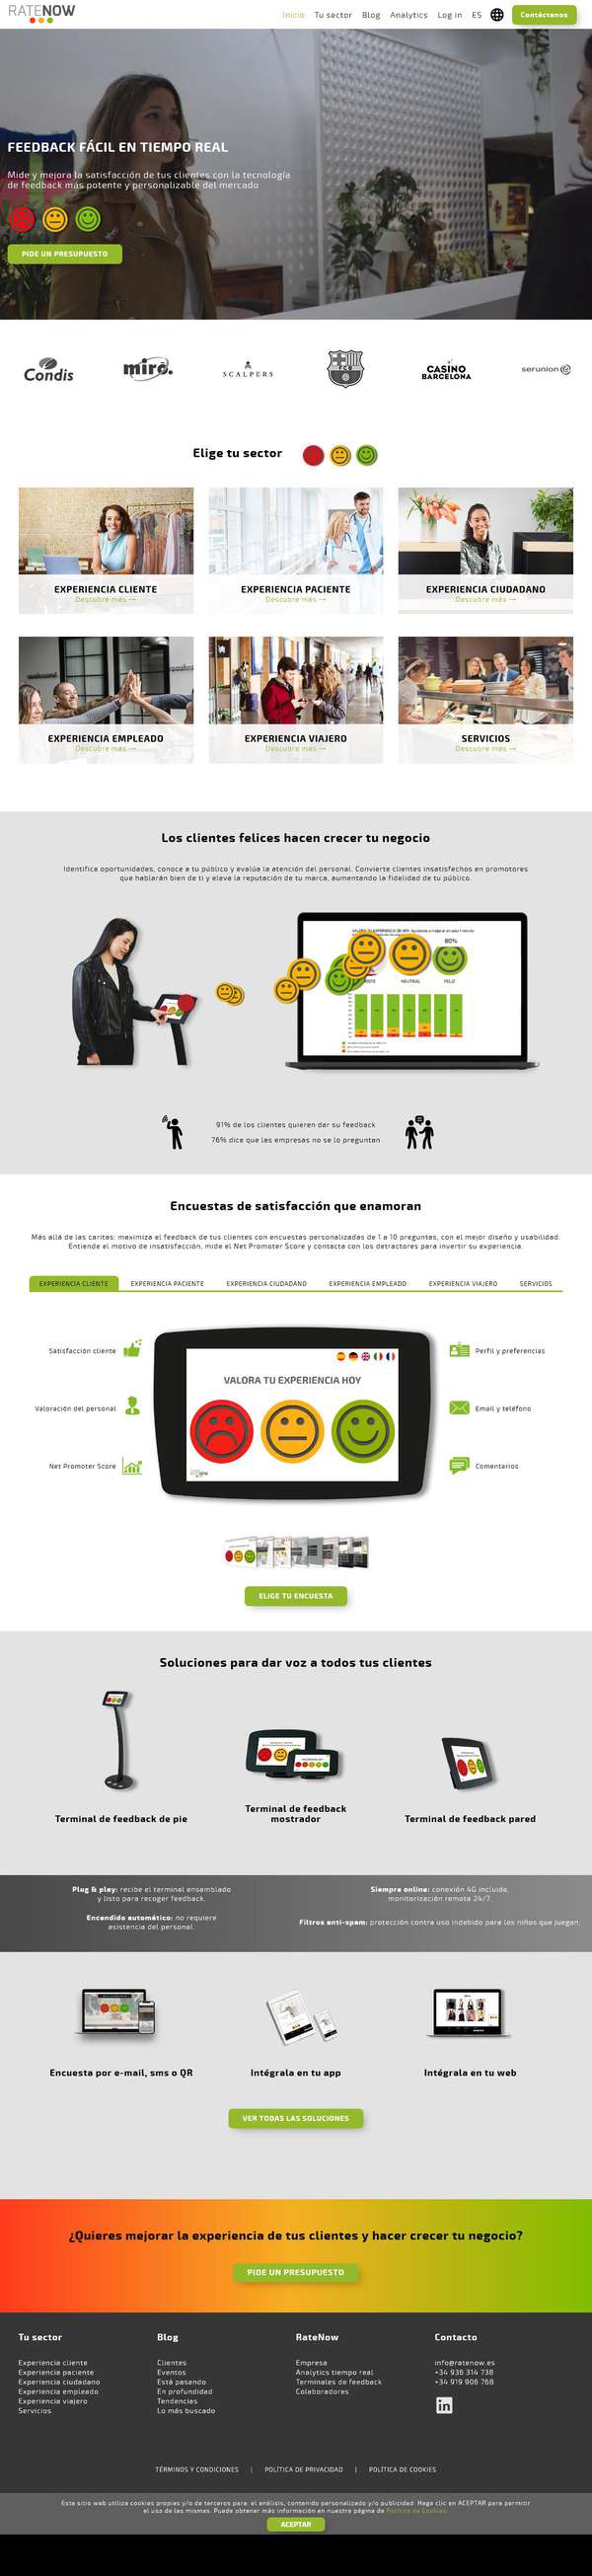 RATENOW
Inicio Tu sector Blog Analytics Log in ES Contáctanos
FEEDBACK FÁCIL EN TIEMPO REAL
Mide y mejora la satisfacción de tus clientes con la tecnología
de feedback más potente y personalizable del mercado
PIDE UN PRESUPUESTO
Condis miró. SCALPERS FCB CASINO BARCELONA serunion
Elige tu sector
EXPERIENCIA CLIENTE EXPERIENCIA PACIENTE EXPERIENCIA CIUDADANO
Descubre más → Descubre más → Descubre más →
EXPERIENCIA EMPLEADO EXPERIENCIA VIAJERO SERVICIOS
Descubre más → Descubre más → Descubre más →
Los clientes felices hacen crecer tu negocio
Identifica oportunidades, conoce a tu público y evalúa la atención del personal. Convierte clientes insatisfechos en promotores
que hablarán bien de ti y eleva la reputación de tu marca, aumentando la fidelidad de tu público.
80%
NEUTRAL FELIZ
91% de los clientes quieren dar su feedback
76% dice que las empresas no se lo preguntan
Encuestas de satisfacción que enamoran
Más allá de las caritas: maximiza el feedback de tus clientes con encuestas personalizadas de 1 a 10 preguntas, con el mejor diseño y usabilidad.
Entiende el motivo de insatisfacción, mide el Net Promoter Score y contacta con los detractores para invertir su experiencia.
EXPERIENCIA CLIENTE EXPERIENCIA PACIENTE EXPERIENCIA CIUDADANO EXPERIENCIA EMPLEADO EXPERIENCIA VIAJERO SERVICIOS
VALORA TU EXPERIENCIA HOY
Satisfacción cliente
Valoración del personal
Net Promoter Score
Perfil y preferencias
Email y teléfono
Comentarios
ELIGE TU ENCUESTA
Soluciones para dar voz a todos tus clientes
Terminal de feedback de pie
Terminal de feedback
mostrador
Terminal de feedback pared
Plug & play: recibe el terminal ensamblado
y listo para recoger feedback.
Encendido automático: no requiere
asistencia del personal.
Siempre online: conexión 4G incluida,
monitorización remota 24/7.
Filtros anti-spam: protección contra uso indebido para los niños que juegan.
Encuesta por e-mail, sms o QR Intégrala en tu app Intégrala en tu web
VER TODAS LAS SOLUCIONES
¿Quieres mejorar la experiencia de tus clientes y hacer crecer tu negocio?
PIDE UN PRESUPUESTO
Tu sector
Experiencia cliente
Experiencia paciente
Experiencia ciudadano
Experiencia empleado
Experiencia viajero
Servicios
Blog
Clientes
Eventos
Está pasando
En profundidad
Tendencias
Lo más buscado
RateNow
Empresa
Analytics tiempo real
Terminales de feedback
Colaboradores
Contacto
info@ratenow.es
+34 936 314 738
+34 919 906 768
in
TÉRMINOS Y CONDICIONES | POLÍTICA DE PRIVACIDAD | POLÍTICA DE COOKIES
Este sitio web utiliza cookies propias y/o de terceros para: el análisis, contenido personalizado y/o publicidad. Haga clic en ACEPTAR para permitir
el uso de las mismas. Puede obtener más información en nuestra página de Política de Cookies.
ACEPTAR